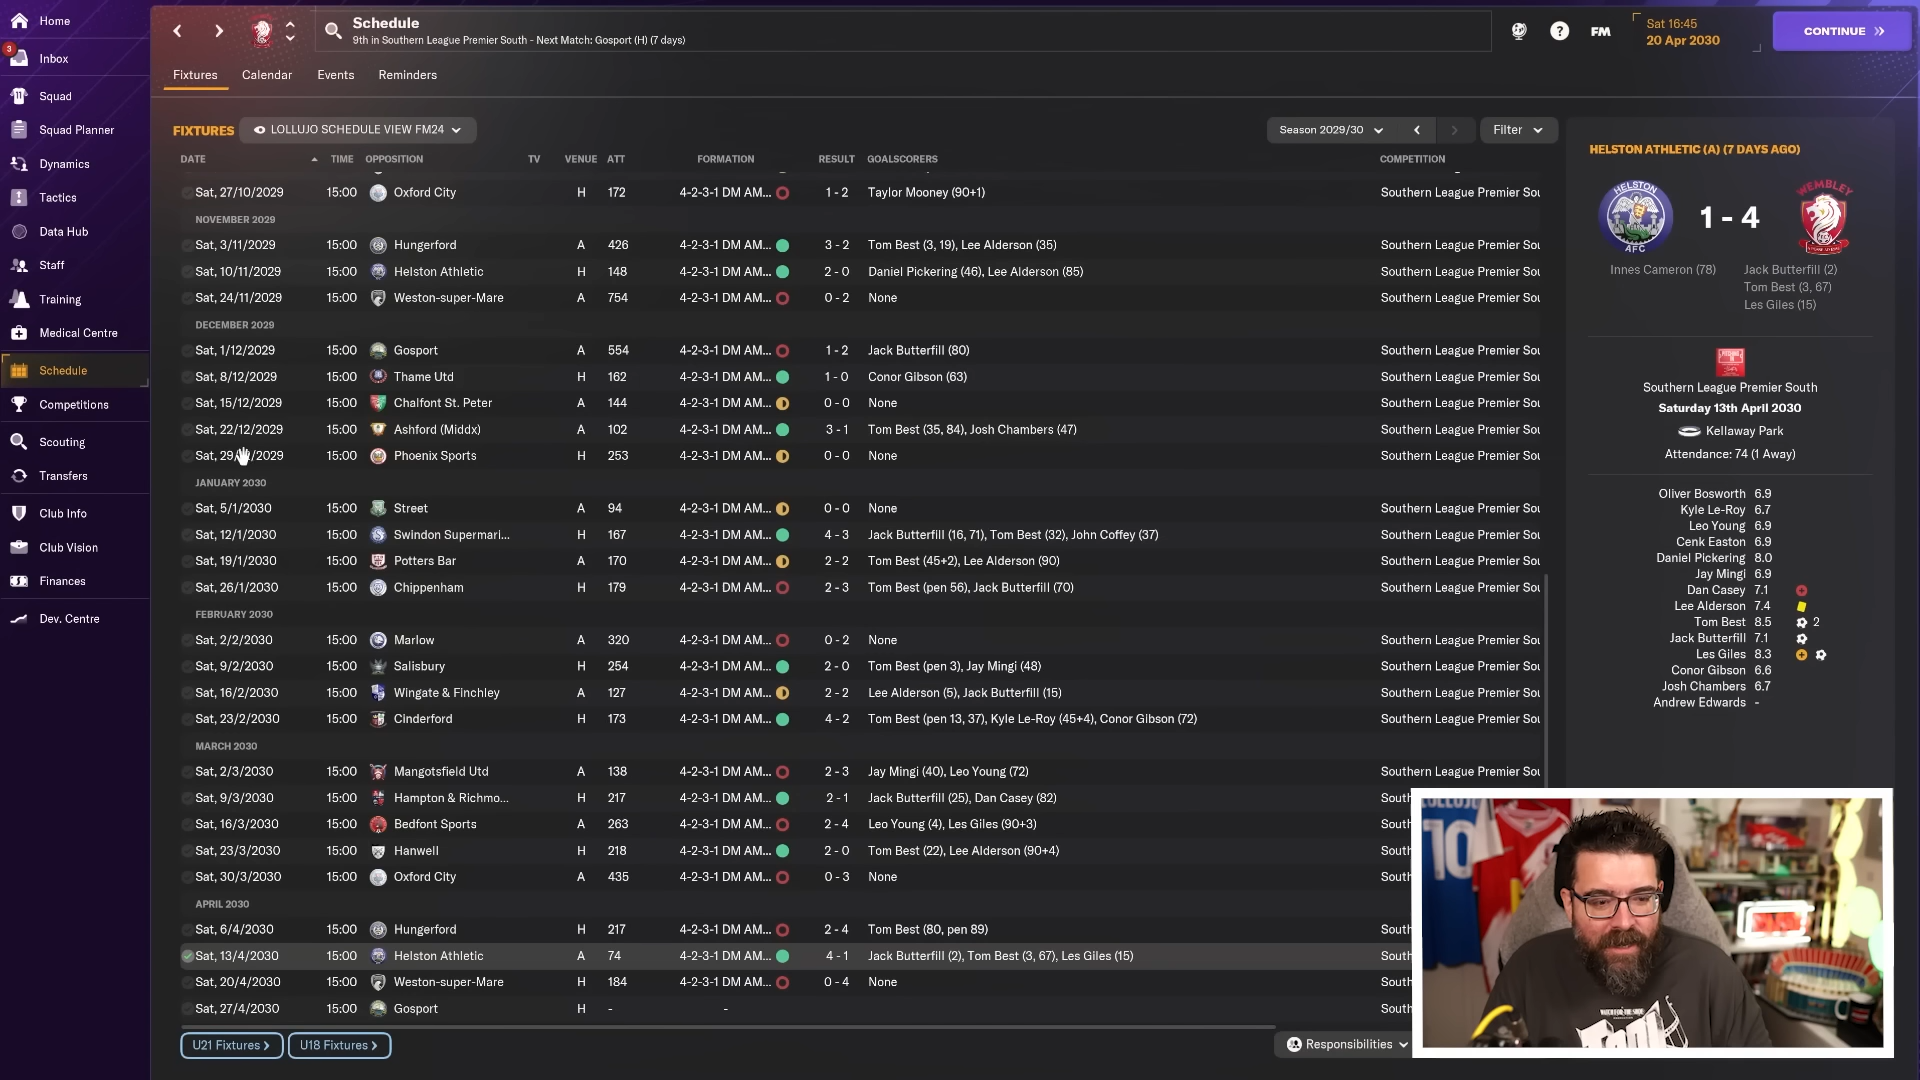 Home
3
Inbox
Squad
Squad Planner
Dynamics
Tactics
Data Hub
Staff
Training
Medical Centre
Schedule
Competitions
Scouting
Transfers
Club Info
Club Vision
Finances
Dev. Centre
Schedule
9th in Southern League Premier South - Next Match: Gosport (H) (7 days)
FM
Sat 16:45
20 Apr 2030
CONTINUE
Fixtures Calendar Events Reminders
FIXTURES LOLLUJO SCHEDULE VIEW FM24 Season 2029/30 Filter
DATE TIME OPPOSITION TV VENUE ATT FORMATION RESULT GOALSCORERS COMPETITION
Sat, 27/10/2029 15:00 Oxford City H 172 1 - 2 Taylor Mooney (90+1) Southern League Premier Sou
4-2-3-1 DM AM...
NOVEMBER 2029
Sat, 3/11/2029 15:00 Hungerford A 426 4-2-3-1 DM AM... 3 - 2 Tom Best (3, 19), Lee Alderson (35) Southern League Premier Sou
Sat, 10/11/2029 15:00 Helston Athletic H 148 4-2-3-1 DM AM... 2 - 0 Daniel Pickering (46), Lee Alderson (85) Southern League Premier Sou
Sat, 24/11/2029 15:00 Weston-super-Mare A 754 4-2-3-1 DM AM... 0 - 2 None Southern League Premier Sou
DECEMBER 2029
Sat, 1/12/2029 15:00 Gosport A 554 4-2-3-1 DM AM... 1 - 2 Jack Butterfill (80) Southern League Premier Sou
Sat, 8/12/2029 15:00 Thame Utd H 162 4-2-3-1 DM AM... 1 - 0 Conor Gibson (63) Southern League Premier Sou
Sat, 15/12/2029 15:00 Chalfont St. Peter A 144 4-2-3-1 DM AM... 0 - 0 None Southern League Premier Sou
Sat, 22/12/2029 15:00 Ashford (Middx) A 102 4-2-3-1 DM AM... 3 - 1 Tom Best (35, 84), Josh Chambers (47) Southern League Premier Sou
Sat, 29/ /2029 15:00 Phoenix Sports H 253 4-2-3-1 DM AM... 0 - 0 None Southern League Premier Sou
JANUARY 2030
Sat, 5/1/2030 15:00 Street A 94 4-2-3-1 DM AM... 0 - 0 None Southern League Premier Sou
Sat, 12/1/2030 15:00 Swindon Supermari... H 167 4-2-3-1 DM AM... 4 - 3 Jack Butterfill (16, 71), Tom Best (32), John Coffey (37) Southern League Premier Sou
Sat, 19/1/2030 15:00 Potters Bar A 170 4-2-3-1 DM AM... 2 - 2 Tom Best (45+2), Lee Alderson (90) Southern League Premier Sou
Sat, 26/1/2030 15:00 Chippenham H 179 4-2-3-1 DM AM... 2 - 3 Tom Best (pen 56), Jack Butterfill (70) Southern League Premier Sou
FEBRUARY 2030
Sat, 2/2/2030 15:00 Marlow A 320 4-2-3-1 DM AM... 0 - 2 None Southern League Premier Sou
Sat, 9/2/2030 15:00 Salisbury H 254 4-2-3-1 DM AM... 2 - 0 Tom Best (pen 3), Jay Mingi (48) Southern League Premier Sou
Sat, 16/2/2030 15:00 Wingate & Finchley A 127 4-2-3-1 DM AM... 2 - 2 Lee Alderson (5), Jack Butterfill (15) Southern League Premier Sou
Sat, 23/2/2030 15:00 Cinderford H 173 4-2-3-1 DM AM... 4 - 2 Tom Best (pen 13, 37), Kyle Le-Roy (45+4), Conor Gibson (72) Southern League Premier Sou
MARCH 2030
Sat, 2/3/2030 15:00 Mangotsfield Utd A 138 4-2-3-1 DM AM... 2 - 3 Jay Mingi (40), Leo Young (72) Southern League Premier Sou
Sat, 9/3/2030 15:00 Hampton & Richmo... H 217 4-2-3-1 DM AM... 2 - 1 Jack Butterfill (25), Dan Casey (82) South
Sat, 16/3/2030 15:00 Bedfont Sports A 263 4-2-3-1 DM AM... 2 - 4 Leo Young (4), Les Giles (90+3) South
Sat, 23/3/2030 15:00 Hanwell H 218 4-2-3-1 DM AM... 2 - 0 Tom Best (22), Lee Alderson (90+4) South
Sat, 30/3/2030 15:00 Oxford City A 435 4-2-3-1 DM AM... 0 - 3 None South
APRIL 2030
Sat, 6/4/2030 15:00 Hungerford H 217 4-2-3-1 DM AM... 2 - 4 Tom Best (80, pen 89) South
Sat, 13/4/2030 15:00 Helston Athletic A 74 4-2-3-1 DM AM... 4 - 1 Jack Butterfill (2), Tom Best (3, 67), Les Giles (15) South
Sat, 20/4/2030 15:00 Weston-super-Mare H 184 4-2-3-1 DM AM... 0 - 4 None South
Sat, 27/4/2030 15:00 Gosport H - - South
U21 Fixtures U18 Fixtures Responsibilities
HELSTON ATHLETIC (A) (7 DAYS AGO)
HELSTON
AFC
1 - 4
WEMBLEY
Innes Cameron (78)
Jack Butterfill (2)
Tom Best (3, 67)
Les Giles (15)
Southern League Premier South
Saturday 13th April 2030
Kellaway Park
Attendance: 74 (1 Away)
Oliver Bosworth 6.9
Kyle Le-Roy 6.7
Leo Young 6.9
Cenk Easton 6.9
Daniel Pickering 8.0
Jay Mingi 6.9
Dan Casey 7.1
Lee Alderson 7.4
Tom Best 8.5 2
Jack Butterfill 7.1
Les Giles 8.3
Conor Gibson 6.6
Josh Chambers 6.7
Andrew Edwards -
10